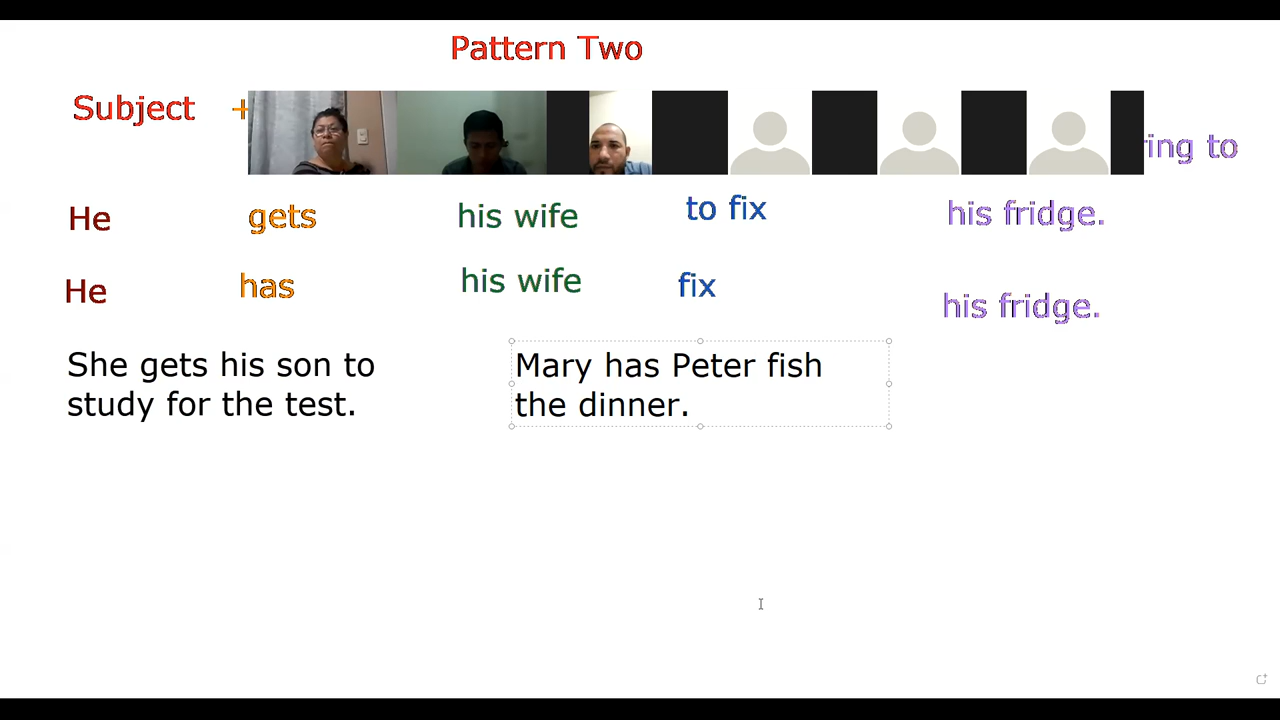 Pattern Two
Subject +
ing to
He gets his wife to fix his fridge.
He has his wife fix his fridge.
She gets his son to
study for the test.
Mary has Peter fish
the dinner.